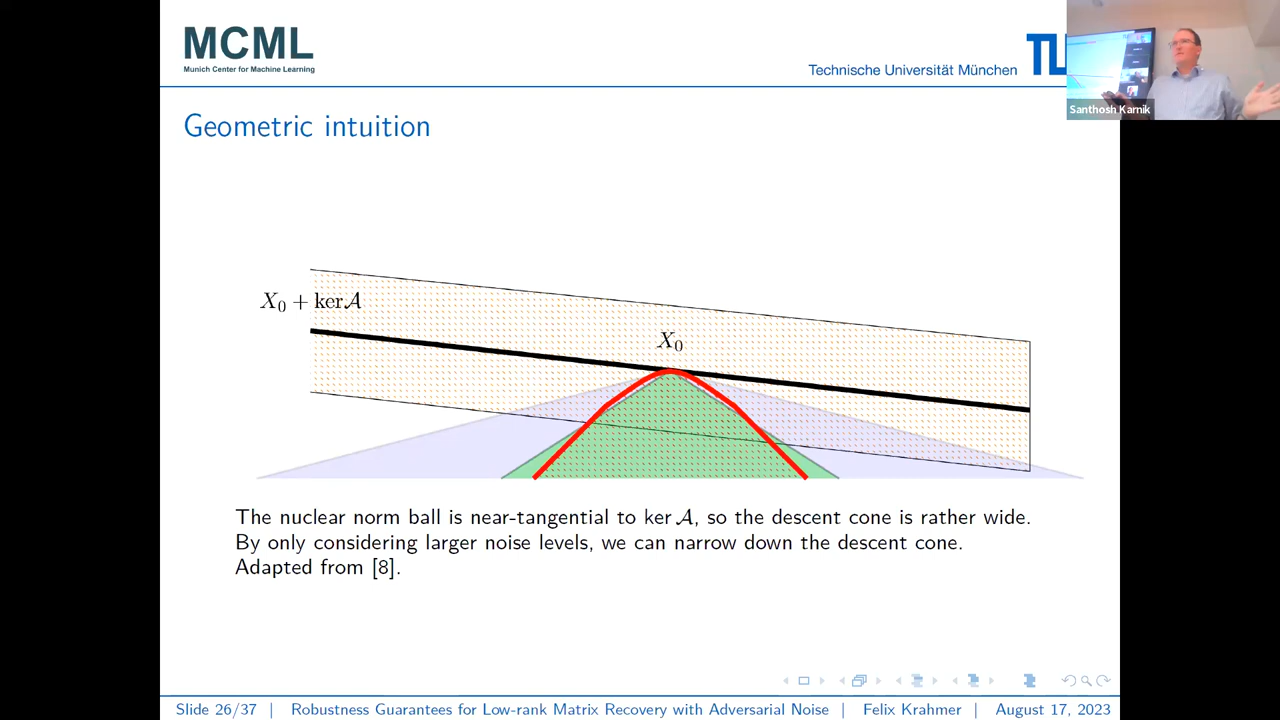 MCML
Munich Center for Machine Learning
Technische Universität München
Santhosh Karnik
Geometric intuition
X₀ + ker𝒜
X₀
The nuclear norm ball is near-tangential to ker 𝒜, so the descent cone is rather wide.
By only considering larger noise levels, we can narrow down the descent cone.
Adapted from [8].
Slide 26/37 | Robustness Guarantees for Low-rank Matrix Recovery with Adversarial Noise | Felix Krahmer | August 17, 2023